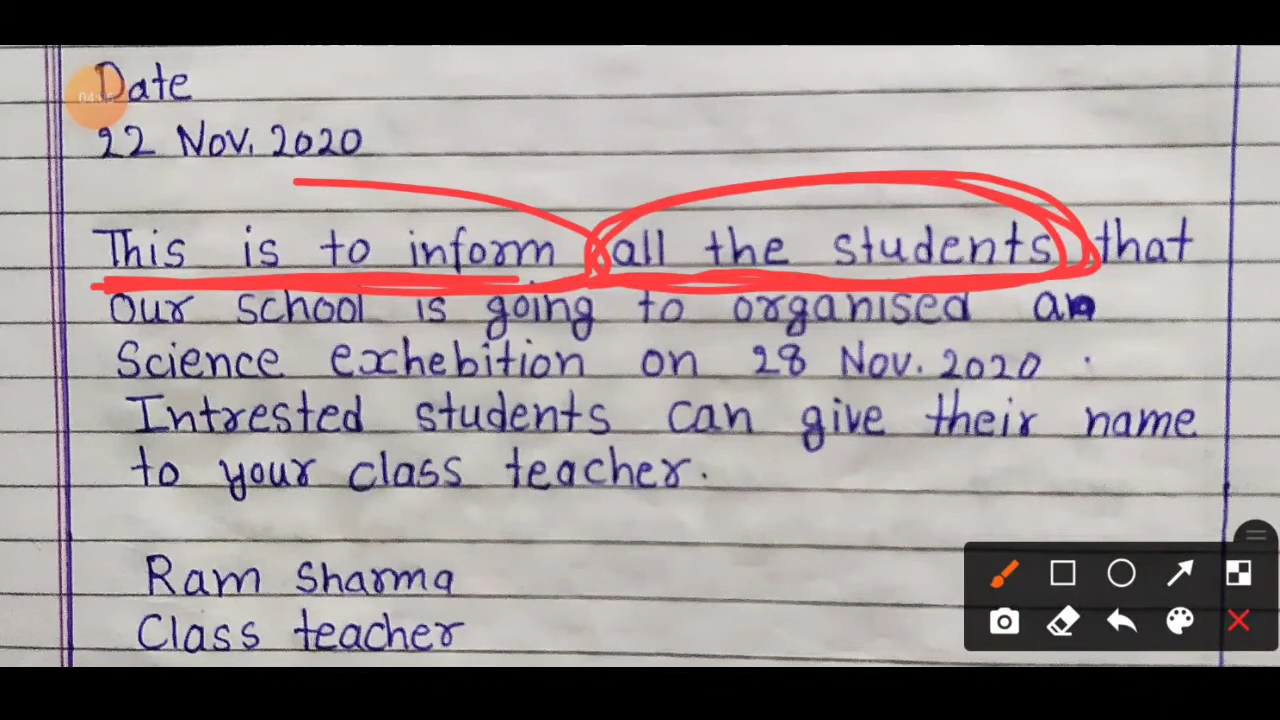 Date
22 Nov. 2020
This is to inform all the students that
our school is going to organised an
Science exhebition on 28 Nov. 2020.
Intrested students can give their name
to your class teacher.
Ram Sharma
Class teacher